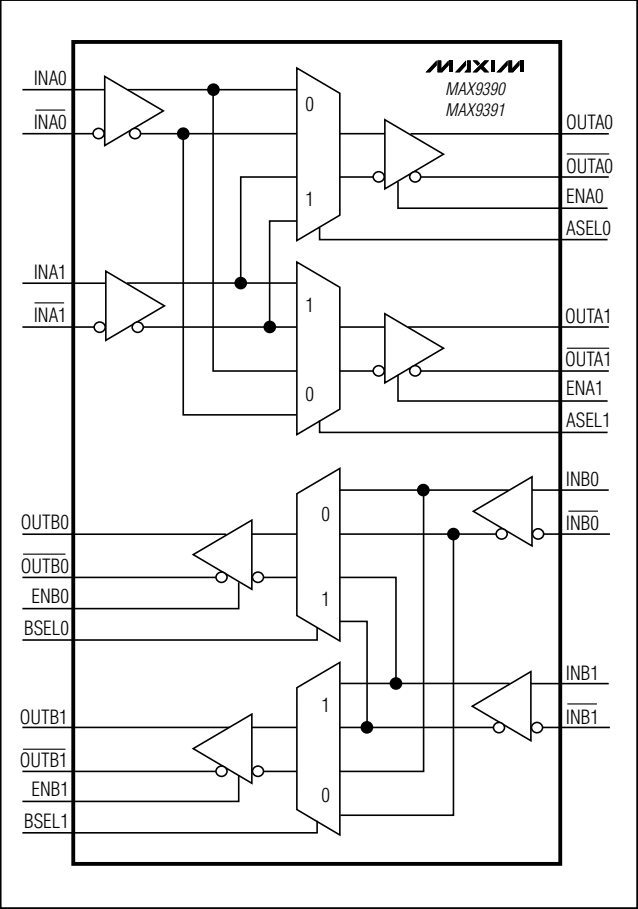 MAXIM
MAX9390
MAX9391
INA0
INA0
0
1
OUTA0
OUTA0
ENA0
ASEL0
INA1
INA1
1
0
OUTA1
OUTA1
ENA1
ASEL1
OUTB0
OUTB0
ENB0
BSEL0
0
1
INB0
INB0
OUTB1
OUTB1
ENB1
BSEL1
1
0
INB1
INB1